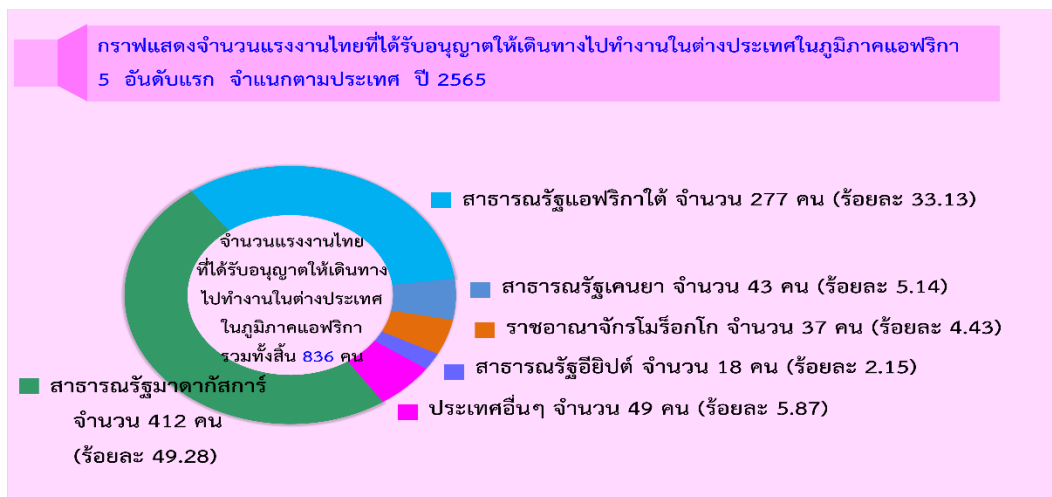 กราฟแสดงจำนวนแรงงานไทยที่ได้รับอนุญาตให้เดินทางไปทำงานในต่างประเทศในภูมิภาคแอฟริกา
5 อันดับแรก จำแนกตามประเทศ ปี 2565
สาธารณรัฐแอฟริกาใต้ จำนวน 277 คน (ร้อยละ 33.13)
จำนวนแรงงานไทย
ที่ได้รับอนุญาตให้เดินทาง
ไปทำงานในต่างประเทศ
ในภูมิภาคแอฟริกา
รวมทั้งสิ้น 836 คน
สาธารณรัฐเคนยา จำนวน 43 คน (ร้อยละ 5.14)
ราชอาณาจักรโมร็อกโก จำนวน 37 คน (ร้อยละ 4.43)
สาธารณรัฐอียิปต์ จำนวน 18 คน (ร้อยละ 2.15)
ประเทศอื่นๆ จำนวน 49 คน (ร้อยละ 5.87)
สาธารณรัฐมาดากัสการ์
จำนวน 412 คน
(ร้อยละ 49.28)